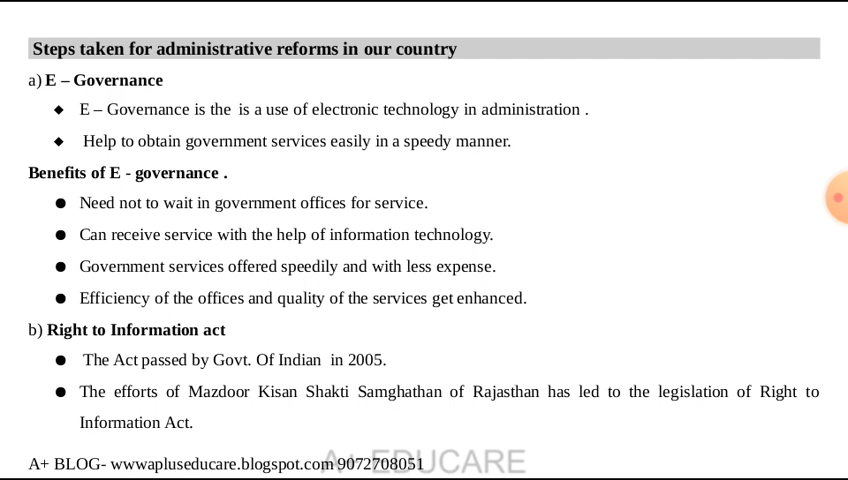 Steps taken for administrative reforms in our country
a) E – Governance
◆ E – Governance is the is a use of electronic technology in administration .
◆ Help to obtain government services easily in a speedy manner.
Benefits of E - governance .
● Need not to wait in government offices for service.
● Can receive service with the help of information technology.
● Government services offered speedily and with less expense.
● Efficiency of the offices and quality of the services get enhanced.
b) Right to Information act
● The Act passed by Govt. Of Indian in 2005.
● The efforts of Mazdoor Kisan Shakti Samghathan of Rajasthan has led to the legislation of Right to
Information Act.
A+ BLOG- wwwapluseducare.blogspot.com 9072708051
A+ EDUCARE